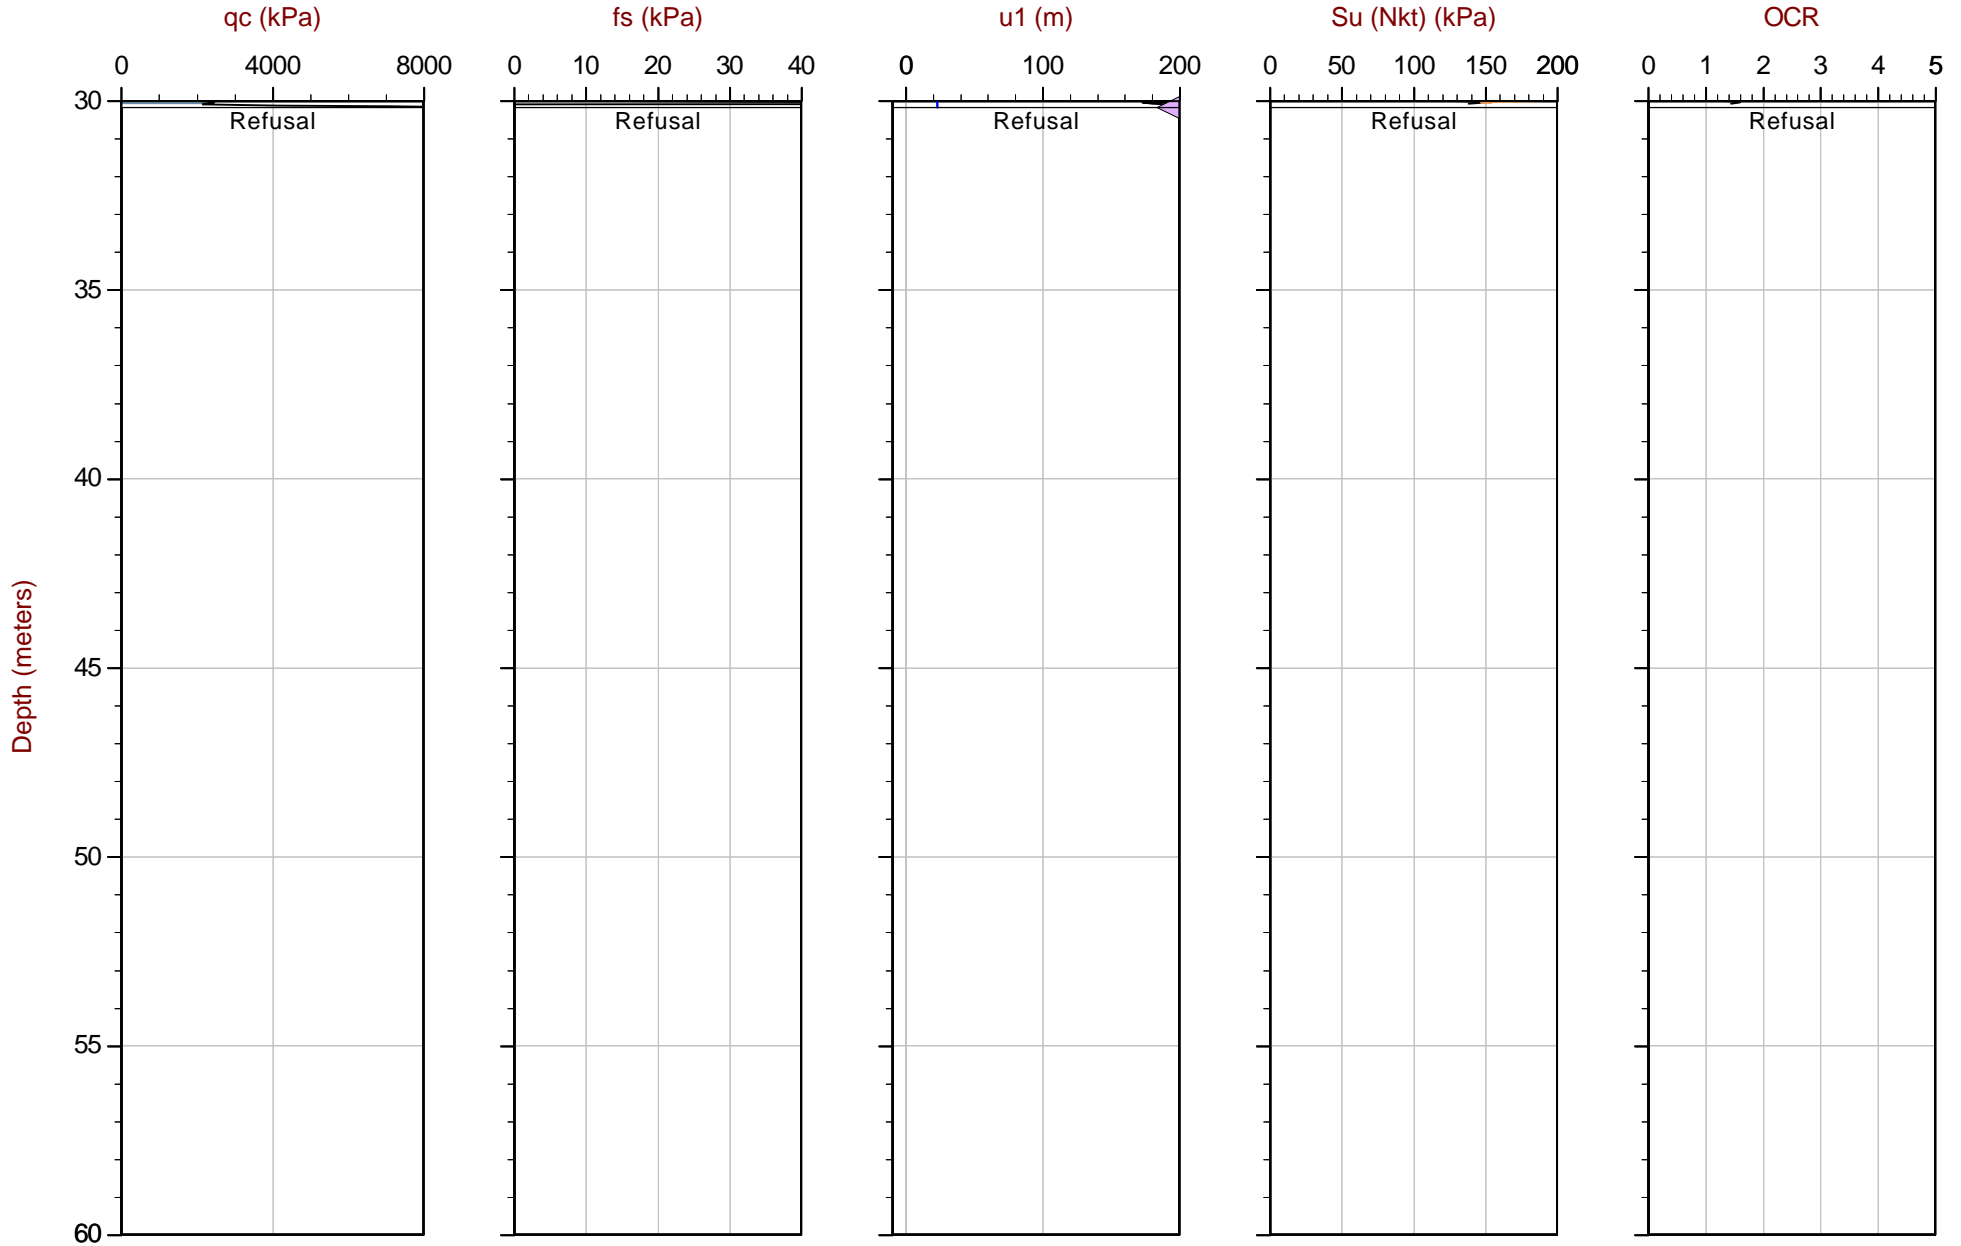 qc (kPa) fs (kPa) u1 (m) Su (Nkt) (kPa) OCR
0 4000 8000 0 10 20 30 40 0 100 200 0 50 100 150 200 0 1 2 3 4 5
30
Refusal Refusal Refusal Refusal Refusal
35
40
45
Depth (meters)
50
55
60